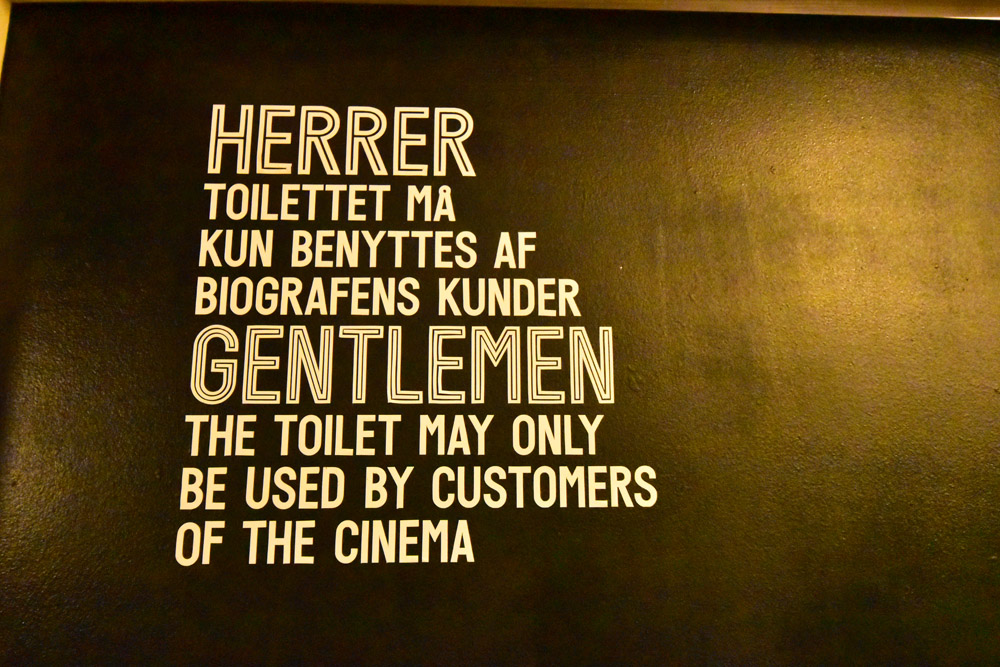 HERRER
TOILETTET MÅ
KUN BENYTTES AF
BIOGRAFENS KUNDER
GENTLEMEN
THE TOILET MAY ONLY
BE USED BY CUSTOMERS
OF THE CINEMA